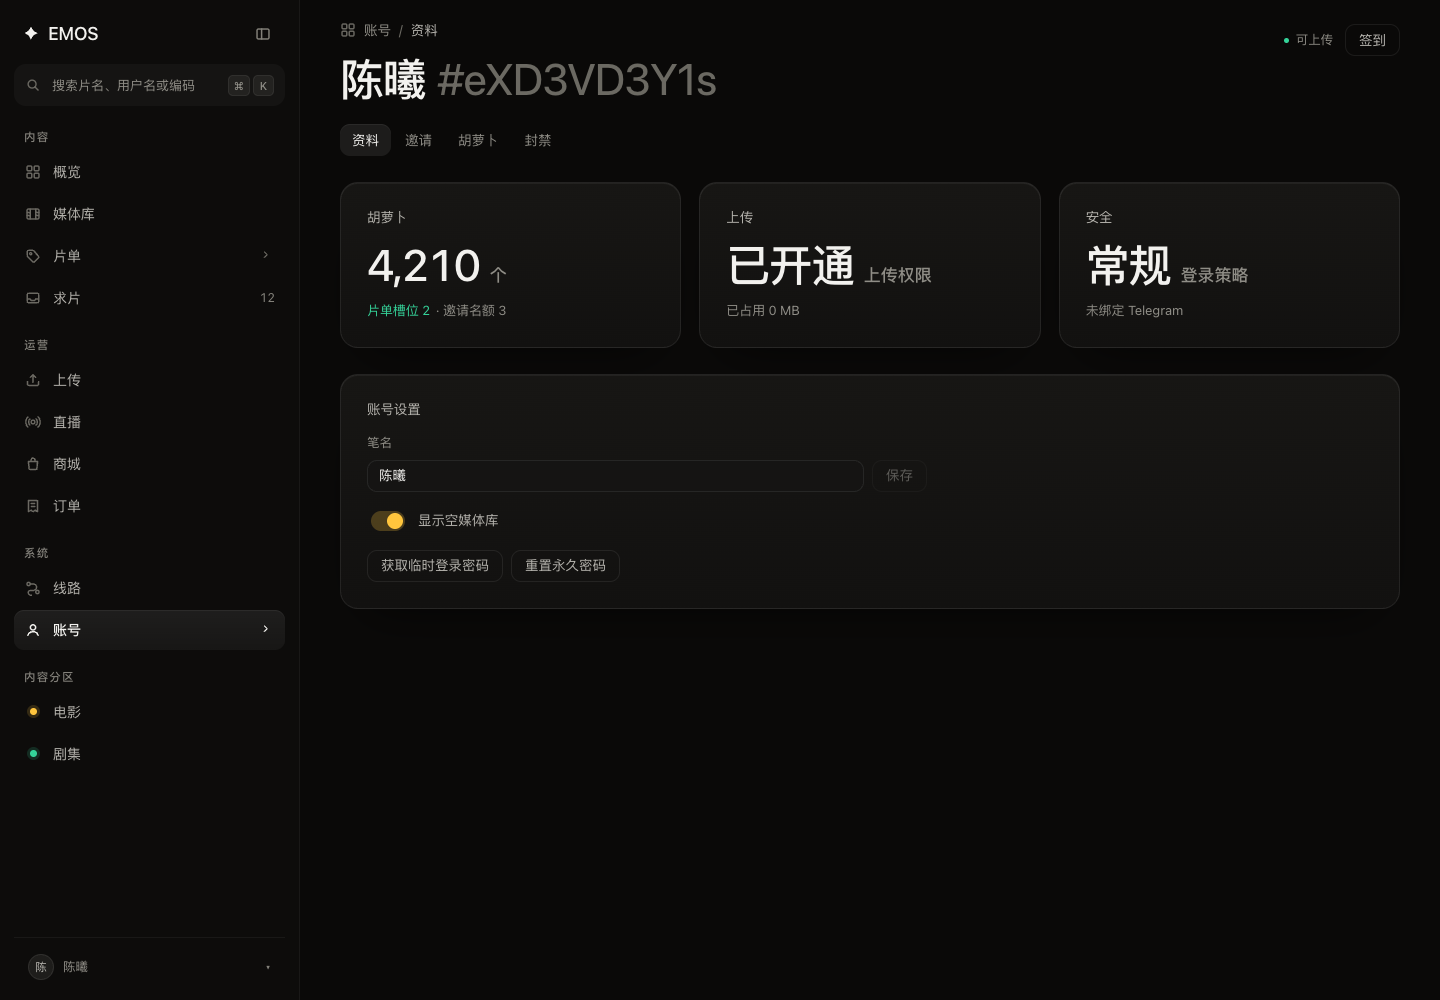 EMOS
搜索片名、用户名或编码 ⌘ K
内容
概览
媒体库
片单
求片 12
运营
上传
直播
商城
订单
系统
线路
账号
内容分区
电影
剧集
陈 陈曦
账号 / 资料
可上传 签到
陈曦 #eXD3VD3Y1s
资料 邀请 胡萝卜 封禁
胡萝卜
4,210 个
片单槽位 2 · 邀请名额 3
上传
已开通 上传权限
已占用 0 MB
安全
常规 登录策略
未绑定 Telegram
账号设置
笔名
陈曦 保存
显示空媒体库
获取临时登录密码 重置永久密码